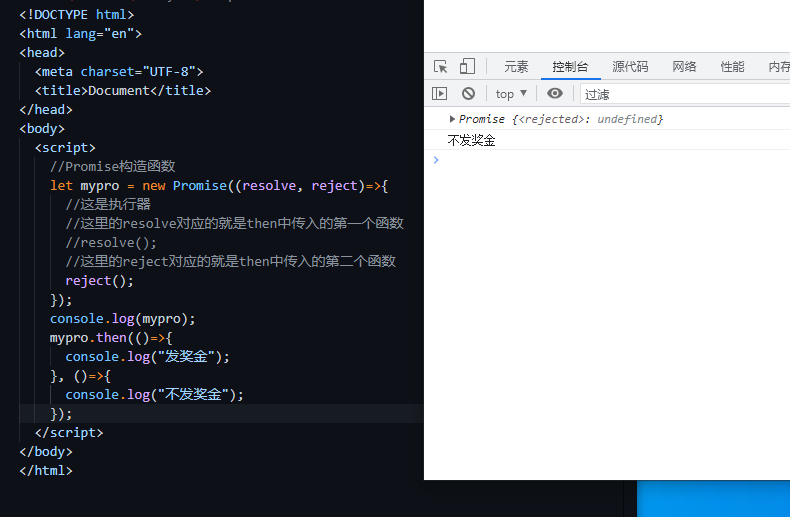 <!DOCTYPE html>
<html lang="en">
<head>
<meta charset="UTF-8">
<title>Document</title>
</head>
<body>
<script>
//Promise构造函数
let mypro = new Promise((resolve, reject)=>{
//这是执行器
//这里的resolve对应的就是then中传入的第一个函数
//resolve();
//这里的reject对应的就是then中传入的第二个函数
reject();
});
console.log(mypro);
mypro.then(()=>{
console.log("发奖金");
}, ()=>{
console.log("不发奖金");
});
</script>
</body>
</html>
元素 控制台 源代码 网络 性能 内存
top ▼ 过滤
Promise {<rejected>: undefined}
不发奖金